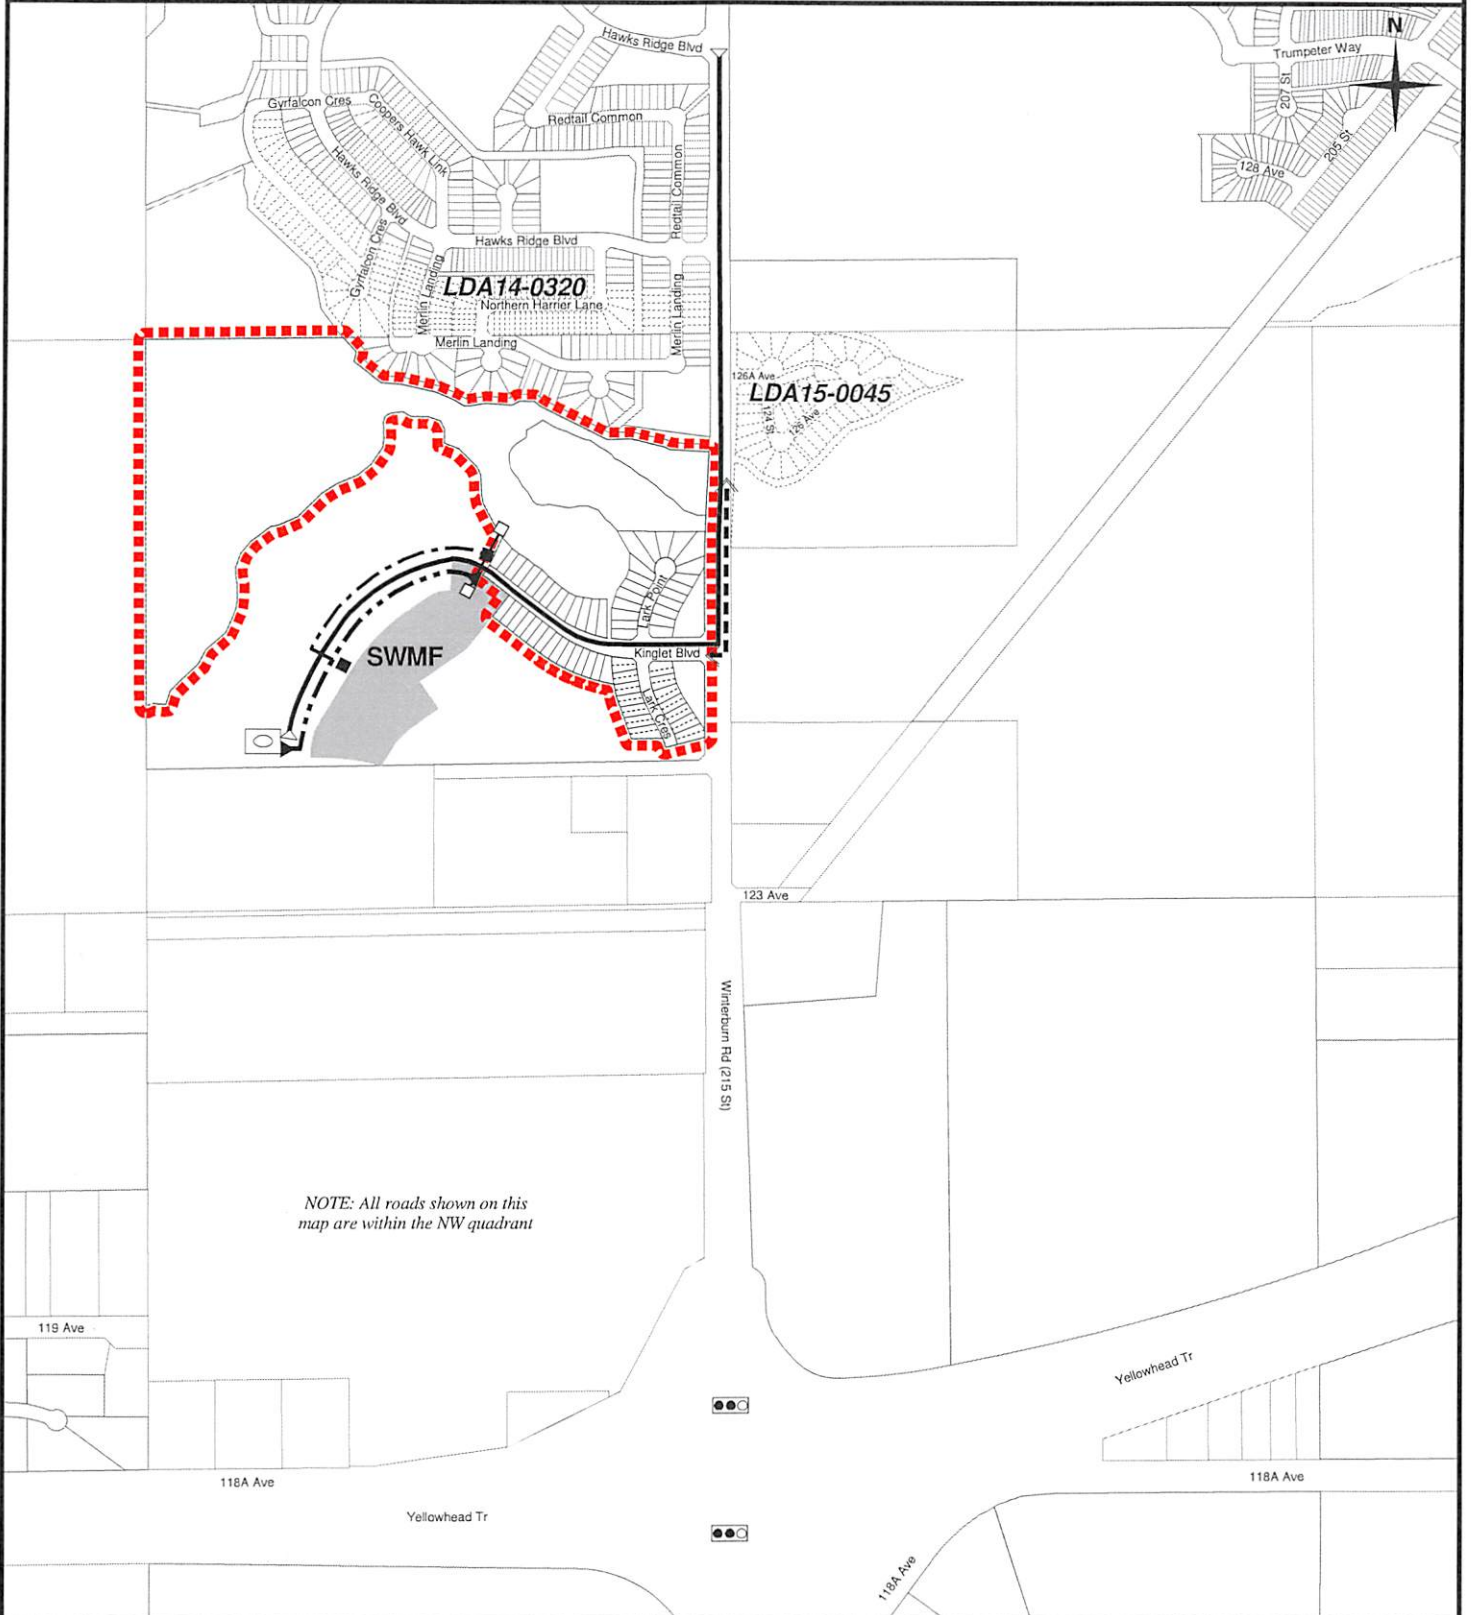 Hawks Ridge Blvd
N
Trumpeter Way
207 St
Gyrfalcon Cres
Coopers Hawk Link
Redtail Common
205 St
128 Ave
Hawks Ridge Blvd
Redtail Common
Gyrfalcon Cres
Hawks Ridge Blvd
Merlin Landing
LDA14-0320
Northern Harrier Lane
Merlin Landing
Merlin Landing
126A Ave
LDA15-0045
124 St
126 Ave
Lark Point
SWMF
Kinglet Blvd
Lark Cres
123 Ave
Winterburn Rd (215 St)
NOTE: All roads shown on this
map are within the NW quadrant
119 Ave
Yellowhead Tr
118A Ave
118A Ave
Yellowhead Tr
118A Ave